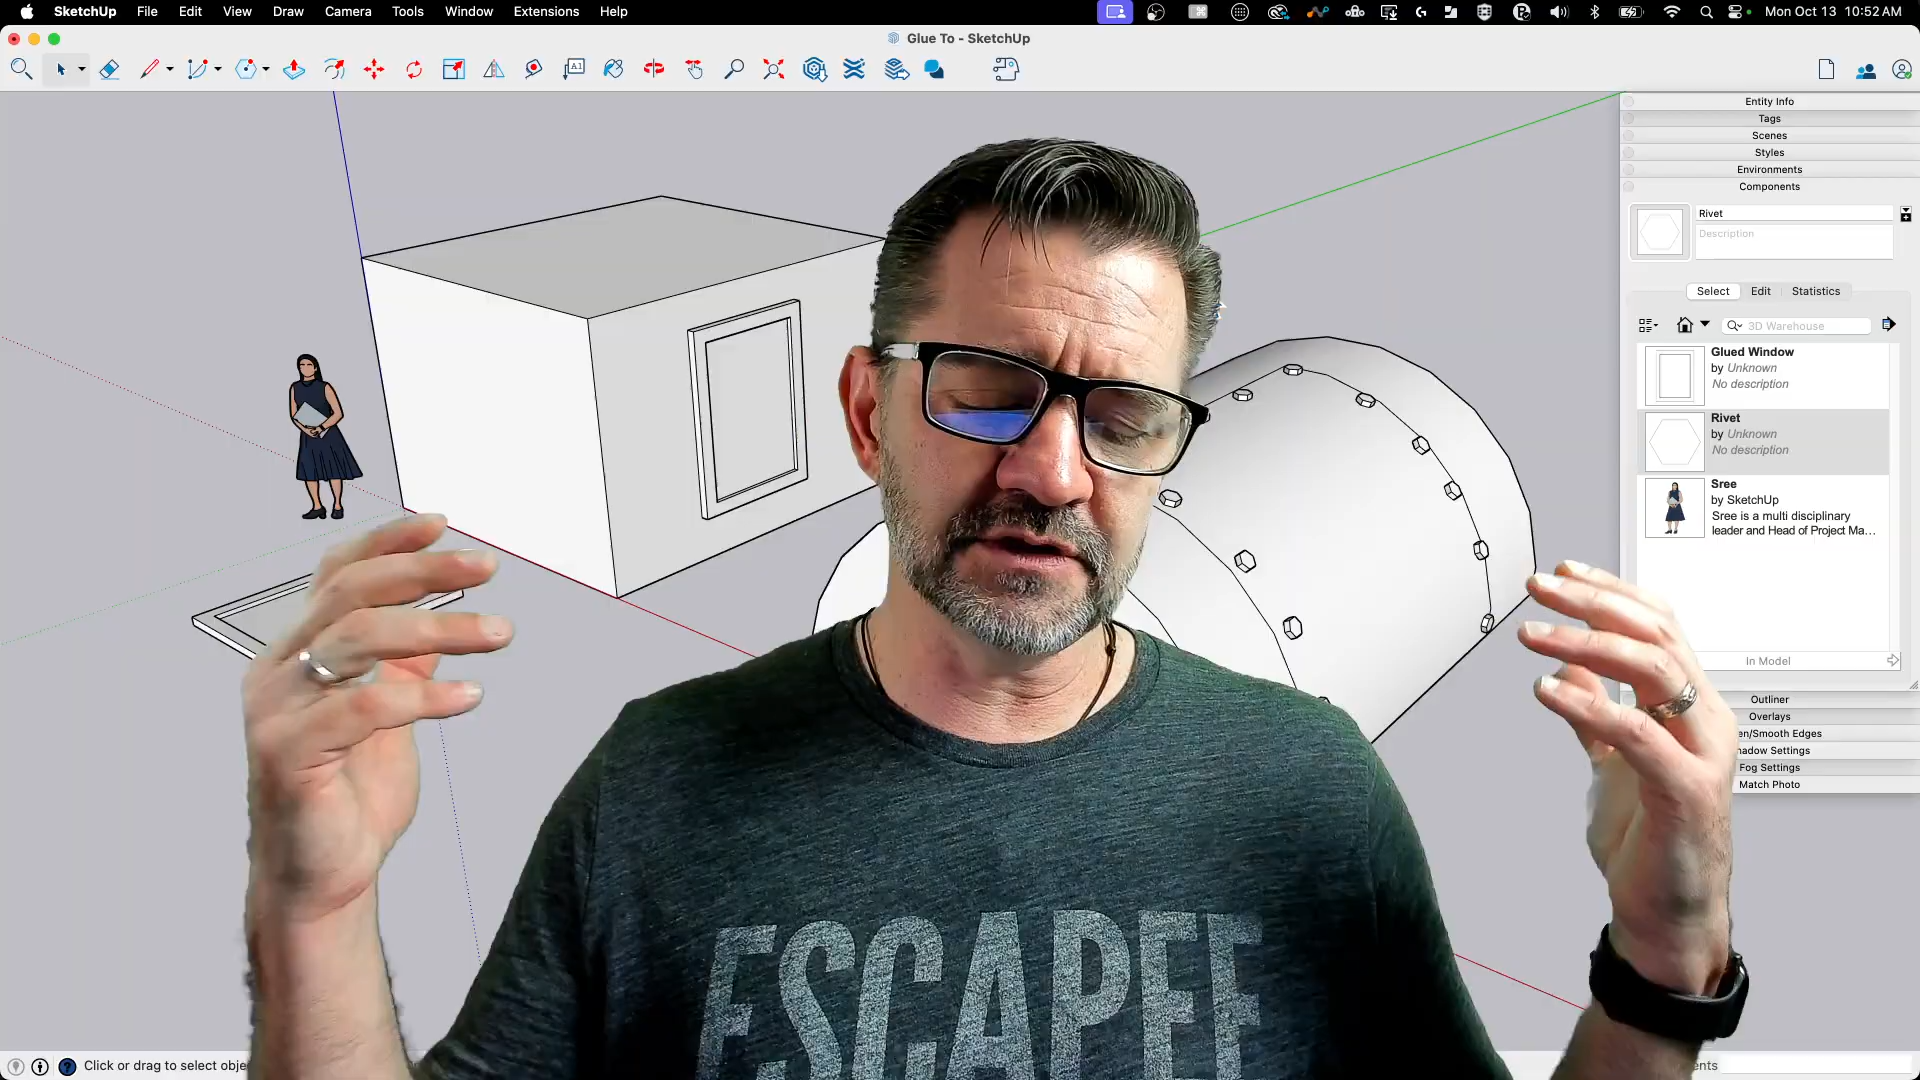 SketchUp File Edit View Draw Camera Tools Window Extensions Help
Mon Oct 13 10:52 AM
Glue To - SketchUp
A1
Entity Info
Tags
Scenes
Styles
Environments
Components
Rivet
Description
Select Edit Statistics
3D Warehouse
Glued Window
by Unknown
No description
Rivet
by Unknown
No description
Sree
by SketchUp
Sree is a multi disciplinary
leader and Head of Project Ma...
In Model
Outliner
Overlays
en/Smooth Edges
hadow Settings
Fog Settings
Match Photo
ESCAPEE
Click or drag to select obje
ents